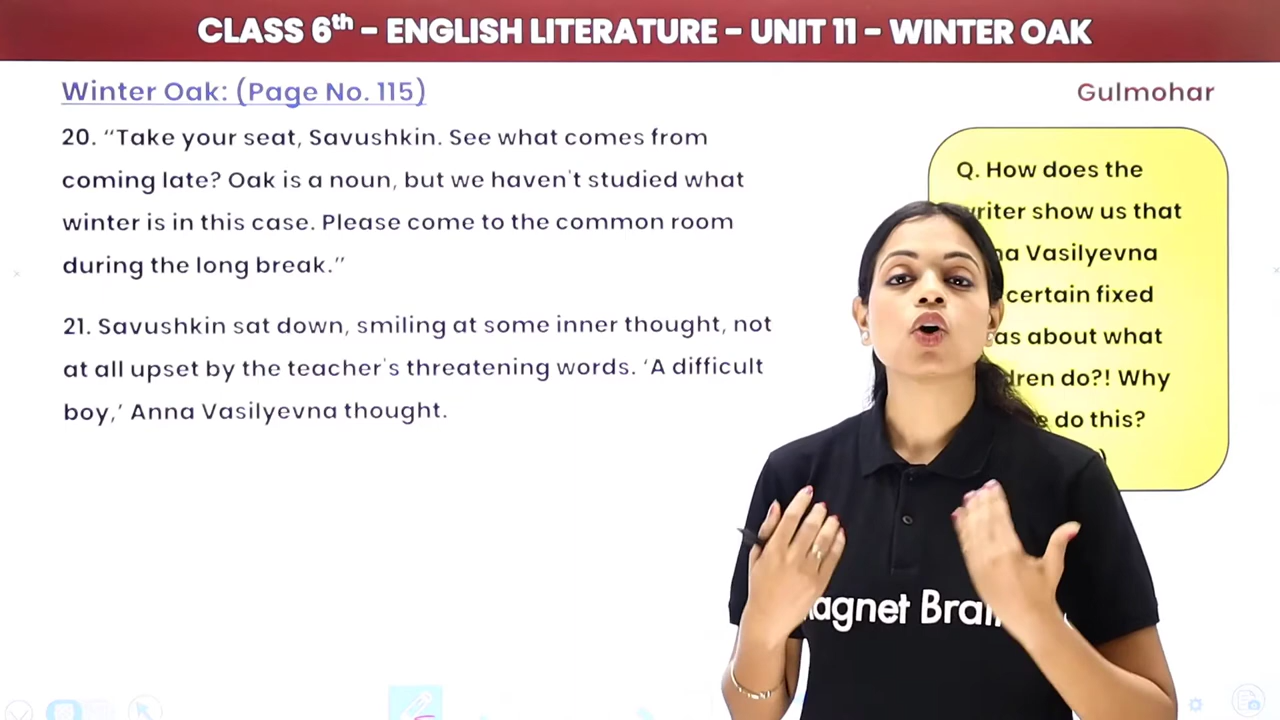 CLASS 6th – ENGLISH LITERATURE – UNIT 11 – WINTER OAK
Winter Oak: (Page No. 115)
Gulmohar
20. “Take your seat, Savushkin. See what comes from
coming late? Oak is a noun, but we haven't studied what
winter is in this case. Please come to the common room
during the long break.”
21. Savushkin sat down, smiling at some inner thought, not
at all upset by the teacher's threatening words. ‘A difficult
boy,’ Anna Vasilyevna thought.
Q. How does the
writer show us that
Vasilyevna
certain fixed
about what
do?! Why
do this?